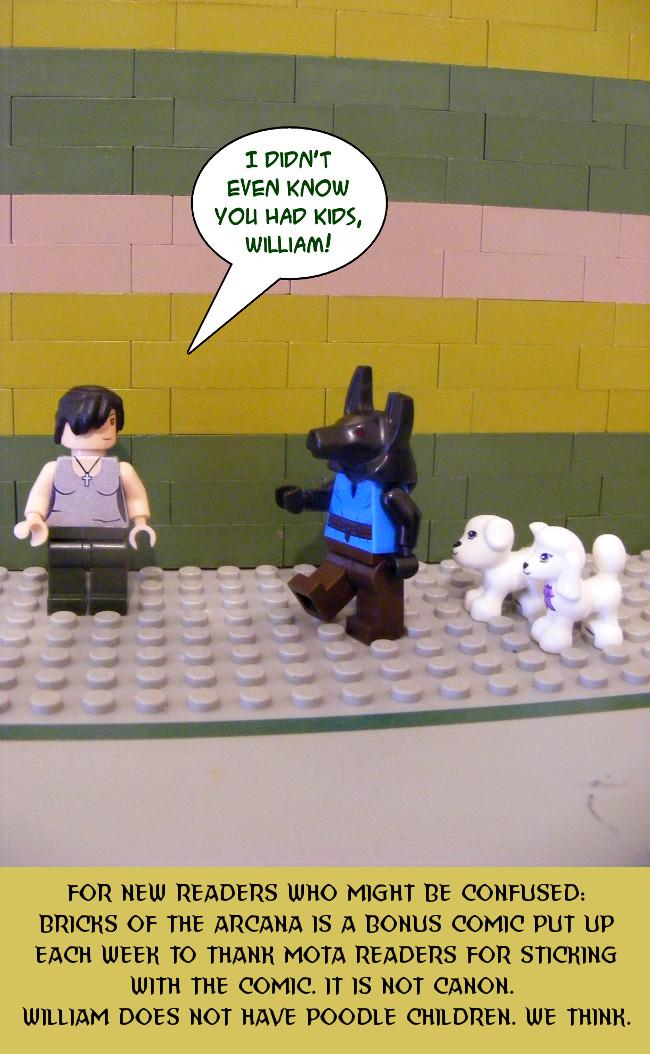 I DIDN'T
EVEN KNOW
YOU HAD KIDS,
WILLIAM!
FOR NEW READERS WHO MIGHT BE CONFUSED:
BRICKS OF THE ARCANA IS A BONUS COMIC PUT UP
EACH WEEK TO THANK MOTA READERS FOR STICKING
WITH THE COMIC. IT IS NOT CANON.
WILLIAM DOES NOT HAVE POODLE CHILDREN. WE THINK.